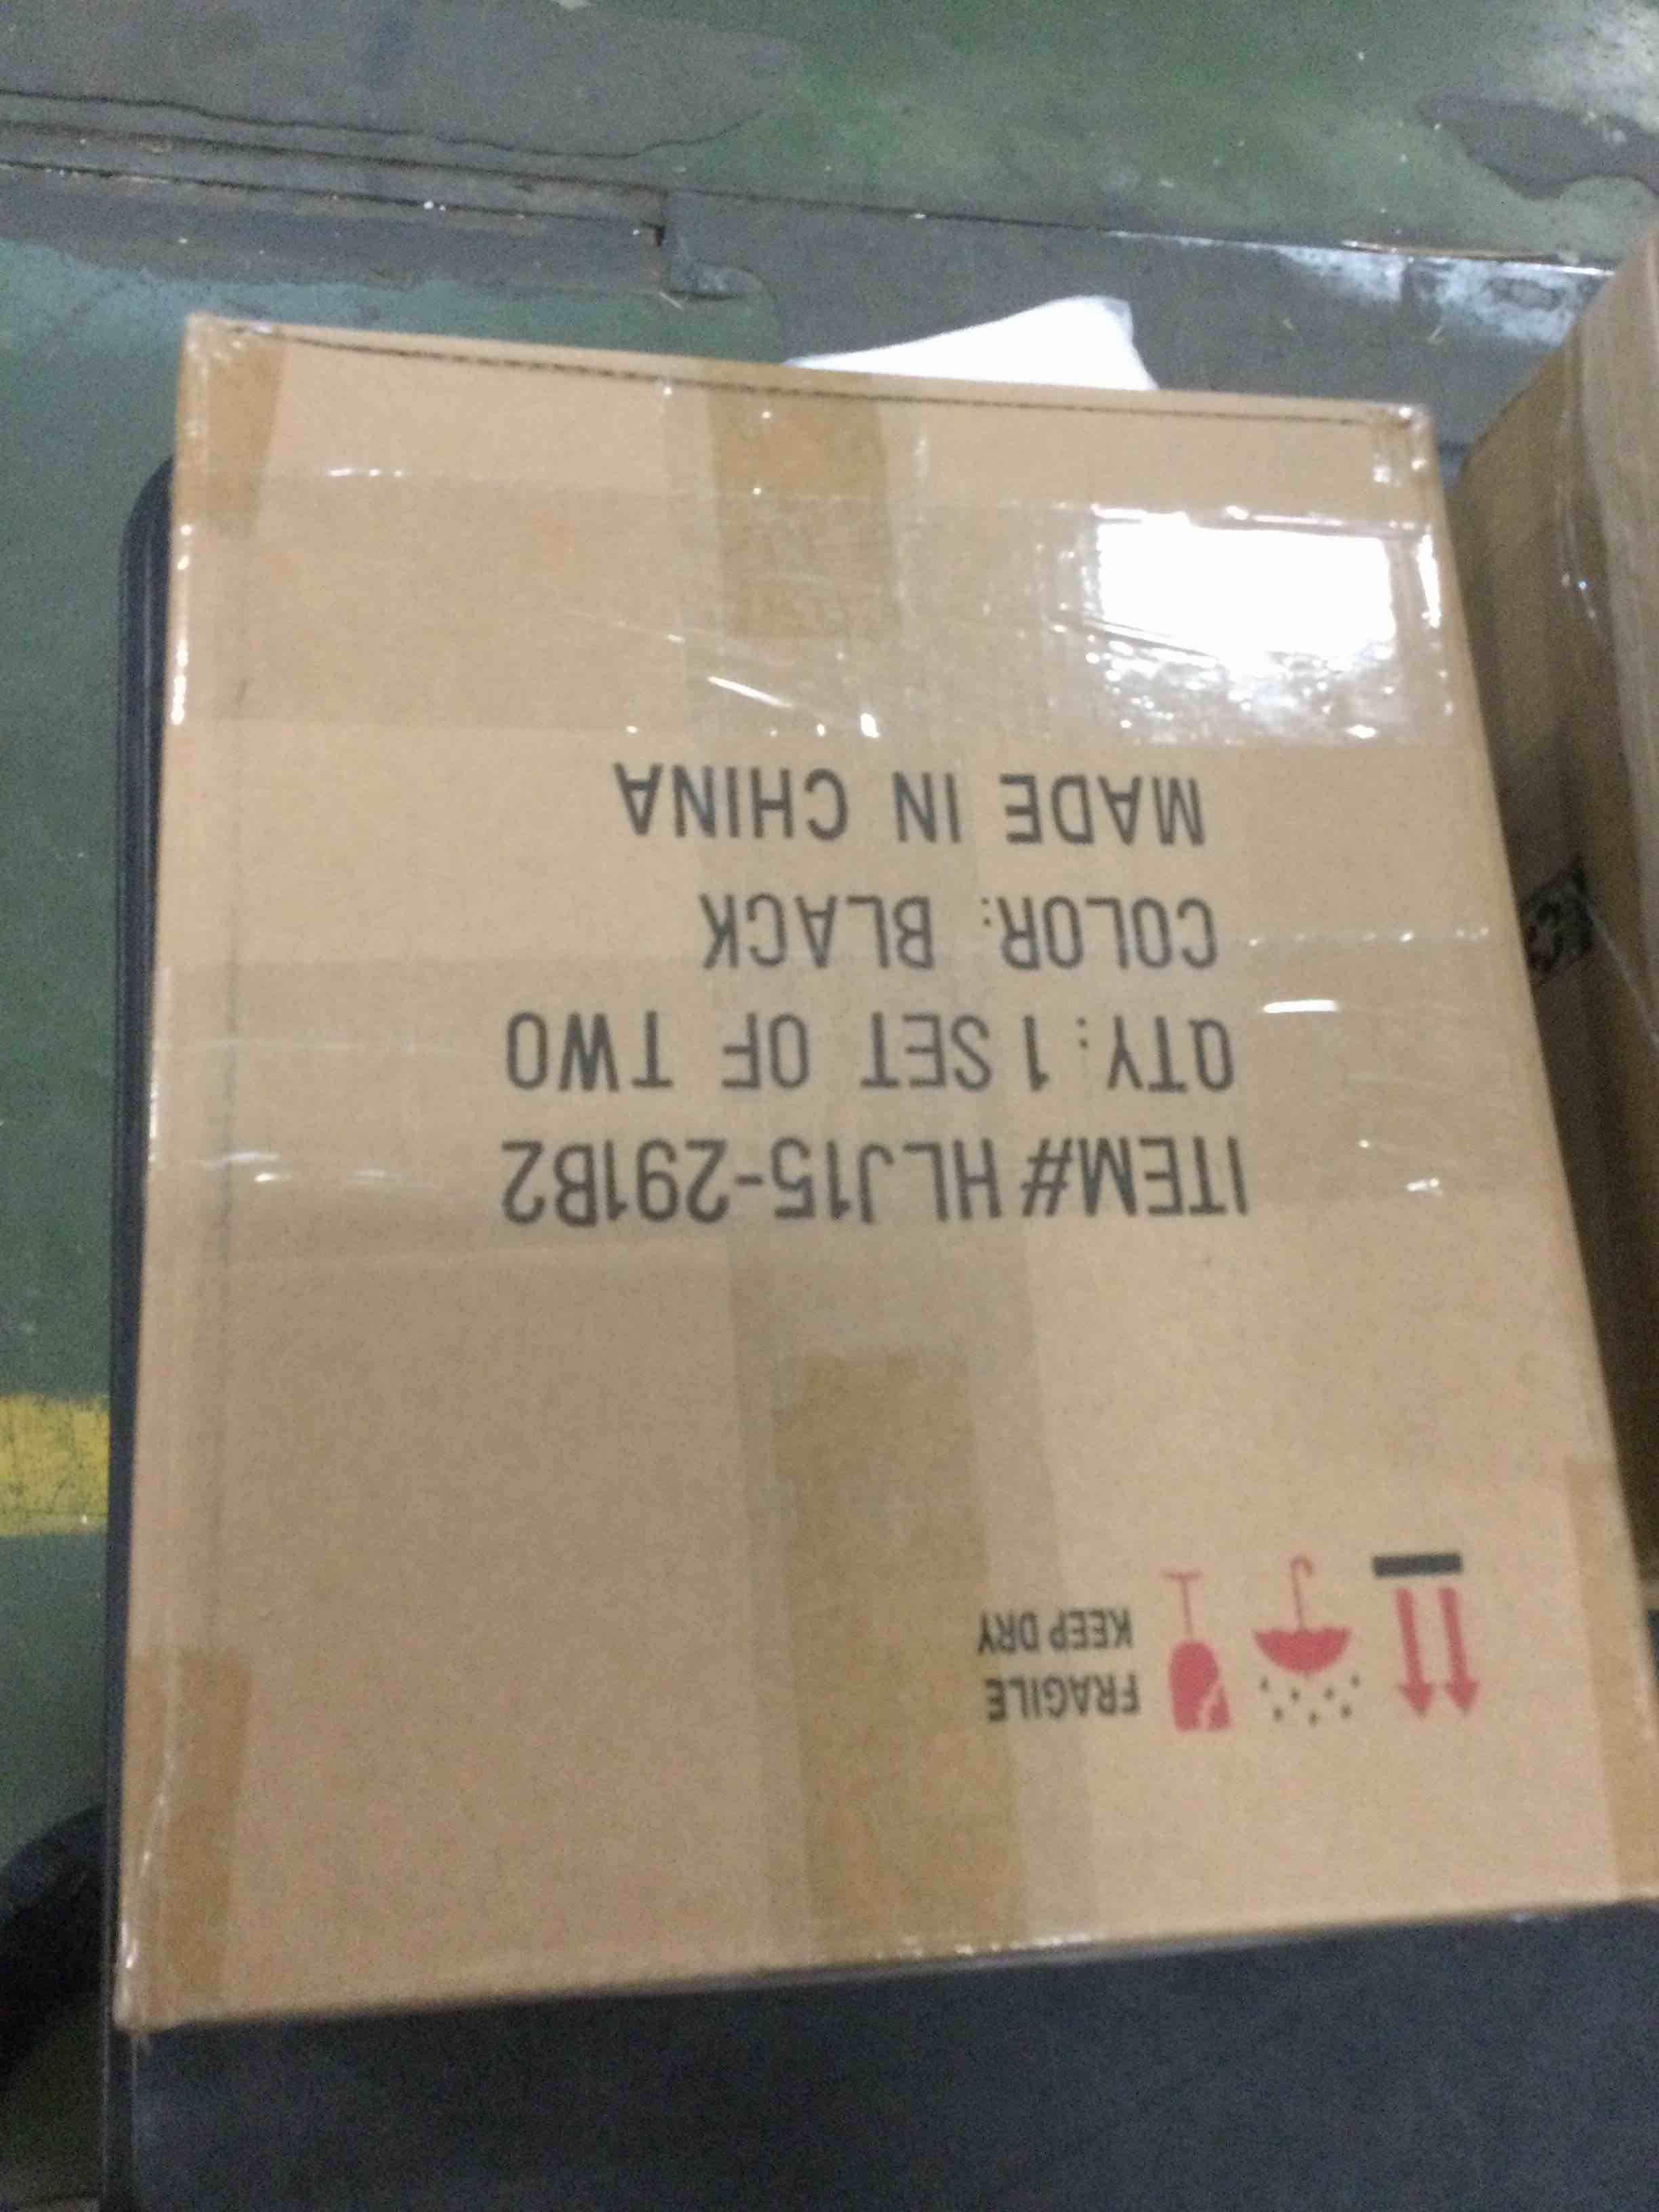 FRAGILE
KEEP DRY
ITEM# HLJ15-291B2
QTY: 1 SET OF TWO
COLOR: BLACK
MADE IN CHINA